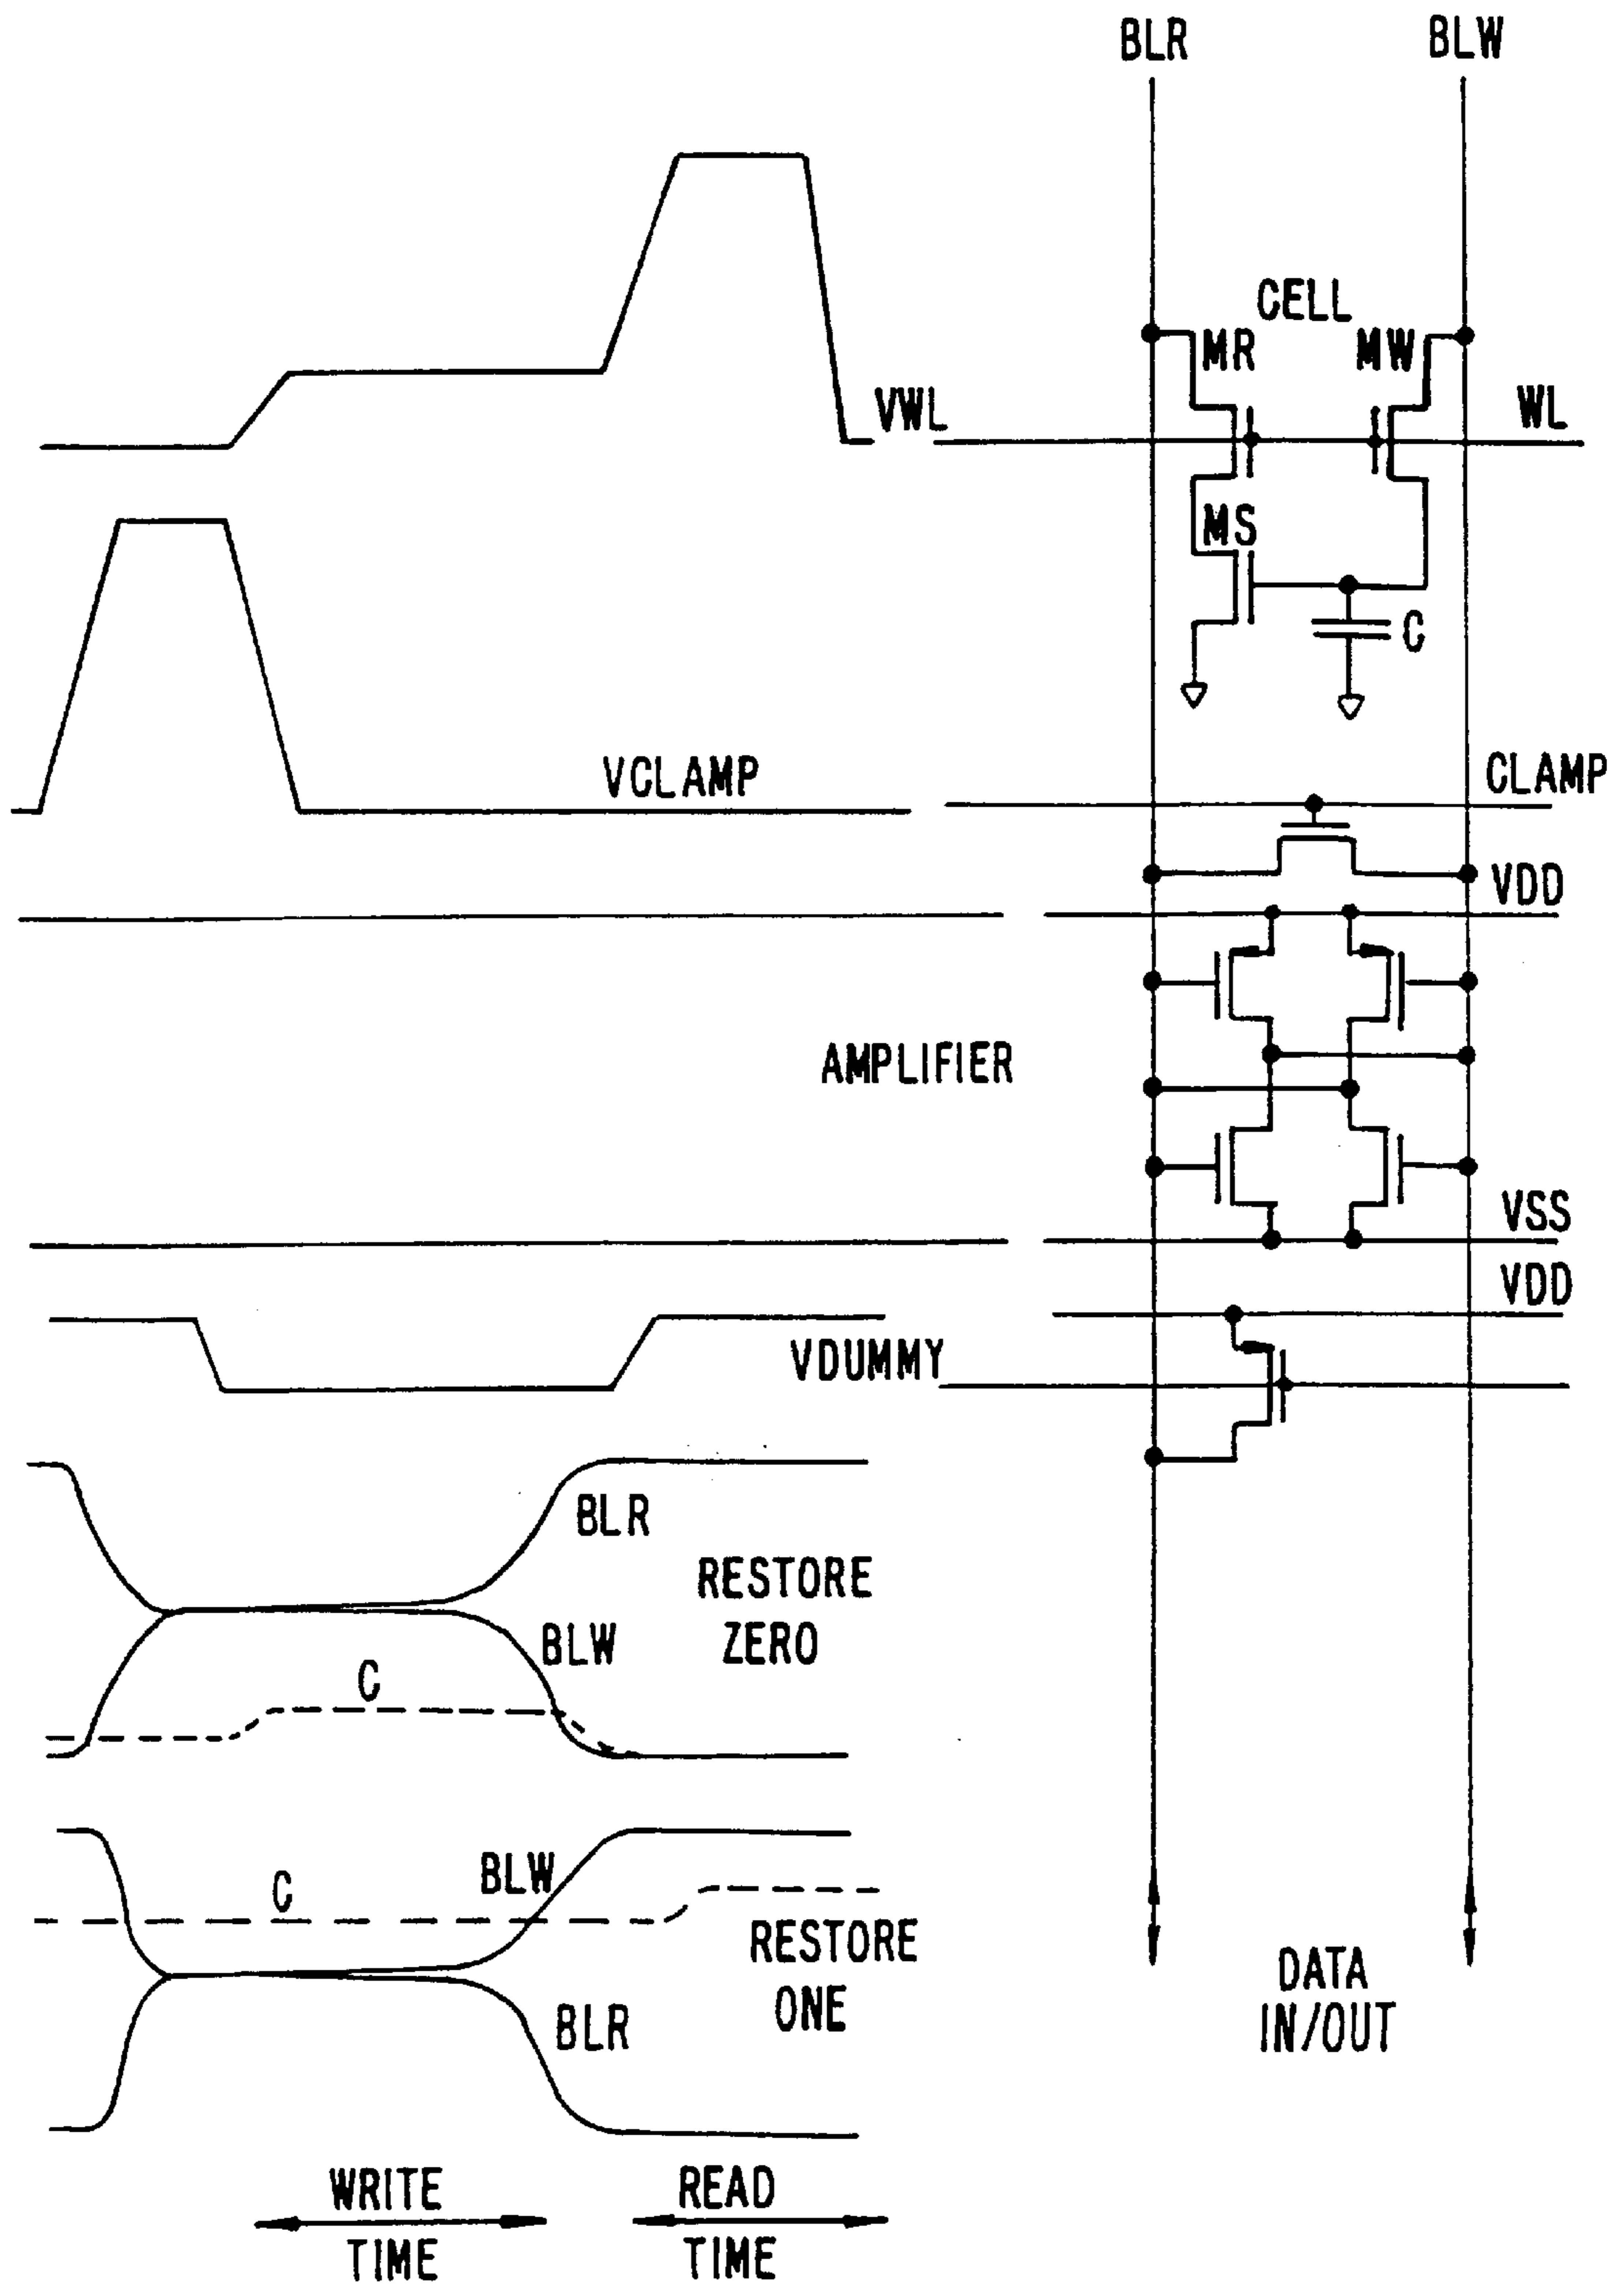 BLR
BLW
CELL
MR
MW
VWL
WL
MS
C
VCLAMP
CLAMP
VDD
AMPLIFIER
VSS
VDD
VDUMMY
BLR
RESTORE
ZERO
BLW
C
BLW
C
RESTORE
ONE
BLR
DATA
IN/OUT
WRITE
TIME
READ
TIME